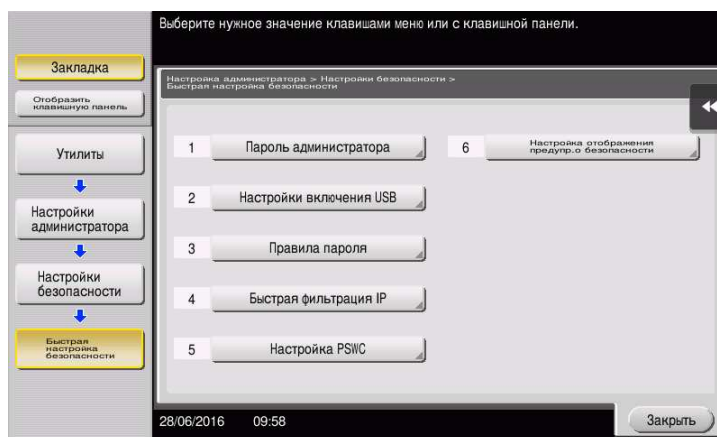 Выберите нужное значение клавишами меню или с клавишной панели.
Закладка
Отобразить
клавишную панель
Утилиты
Настройки
администратора
Настройки
безопасности
Быстрая
настройка
безопасности
Настройка администратора > Настройки безопасности >
Быстрая настройка безопасности
1 Пароль администратора
2 Настройки включения USB
3 Правила пароля
4 Быстрая фильтрация IP
5 Настройка PSWC
6 Настройка отображения
предупр.о безопасности
28/06/2016 09:58
Закрыть